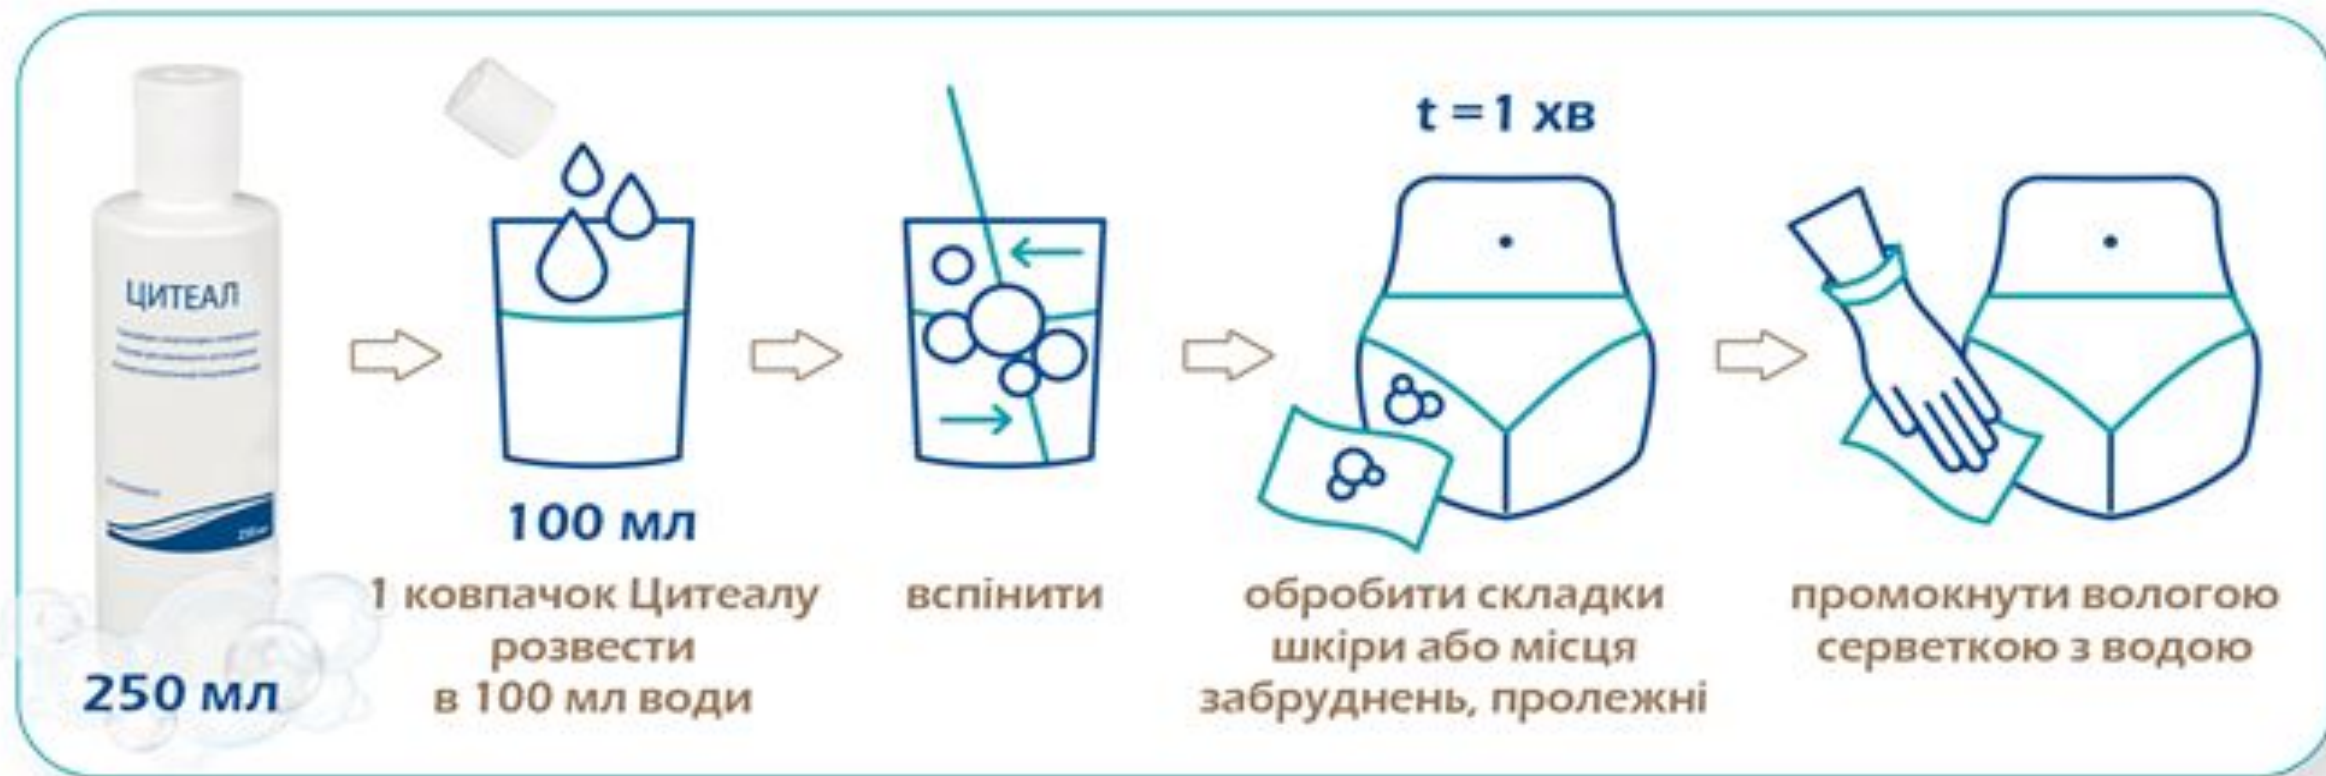 ЦИТЕАЛ
250 мл
100 мл
1 ковпачок Цитеалу
розвести
в 100 мл води
вспінити
t = 1 хв
обробити складки
шкіри або місця
забруднень, пролежні
промокнути вологою
серветкою з водою